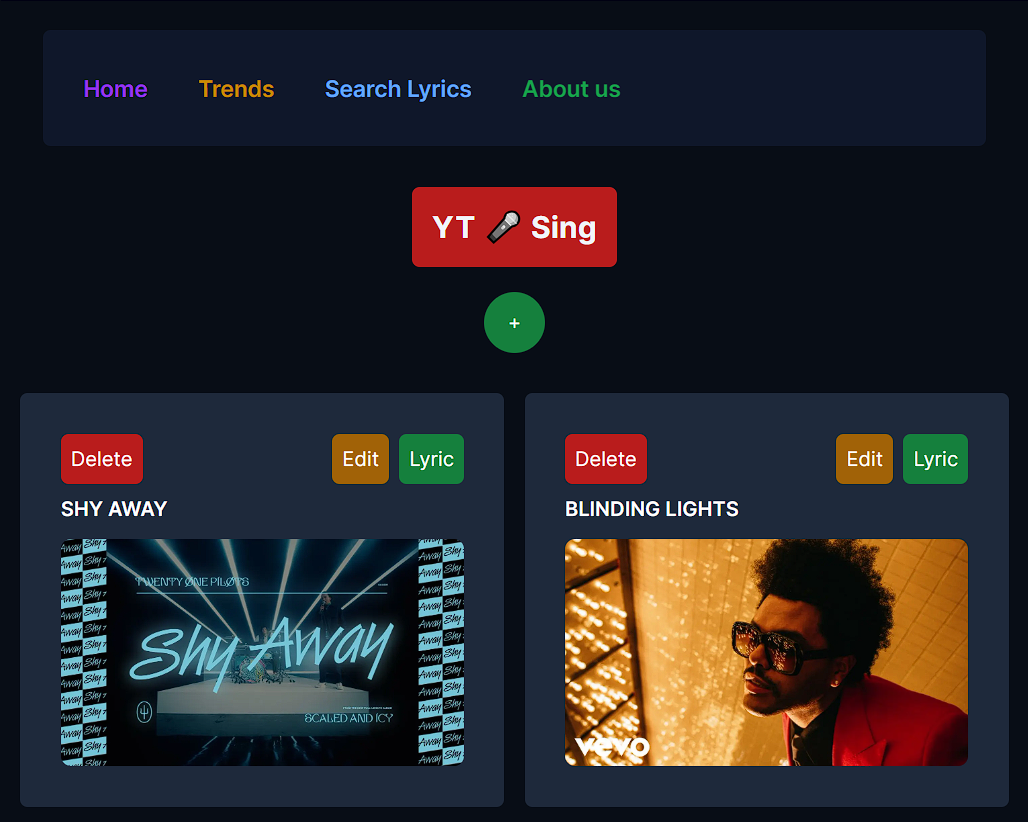 Home Trends Search Lyrics About us
YT 🎤 Sing
+
Delete Edit Lyric
SHY AWAY
TWENTY ØNE PILØTS
Shy Away
SCALED AND ICY
Delete Edit Lyric
BLINDING LIGHTS
vevo